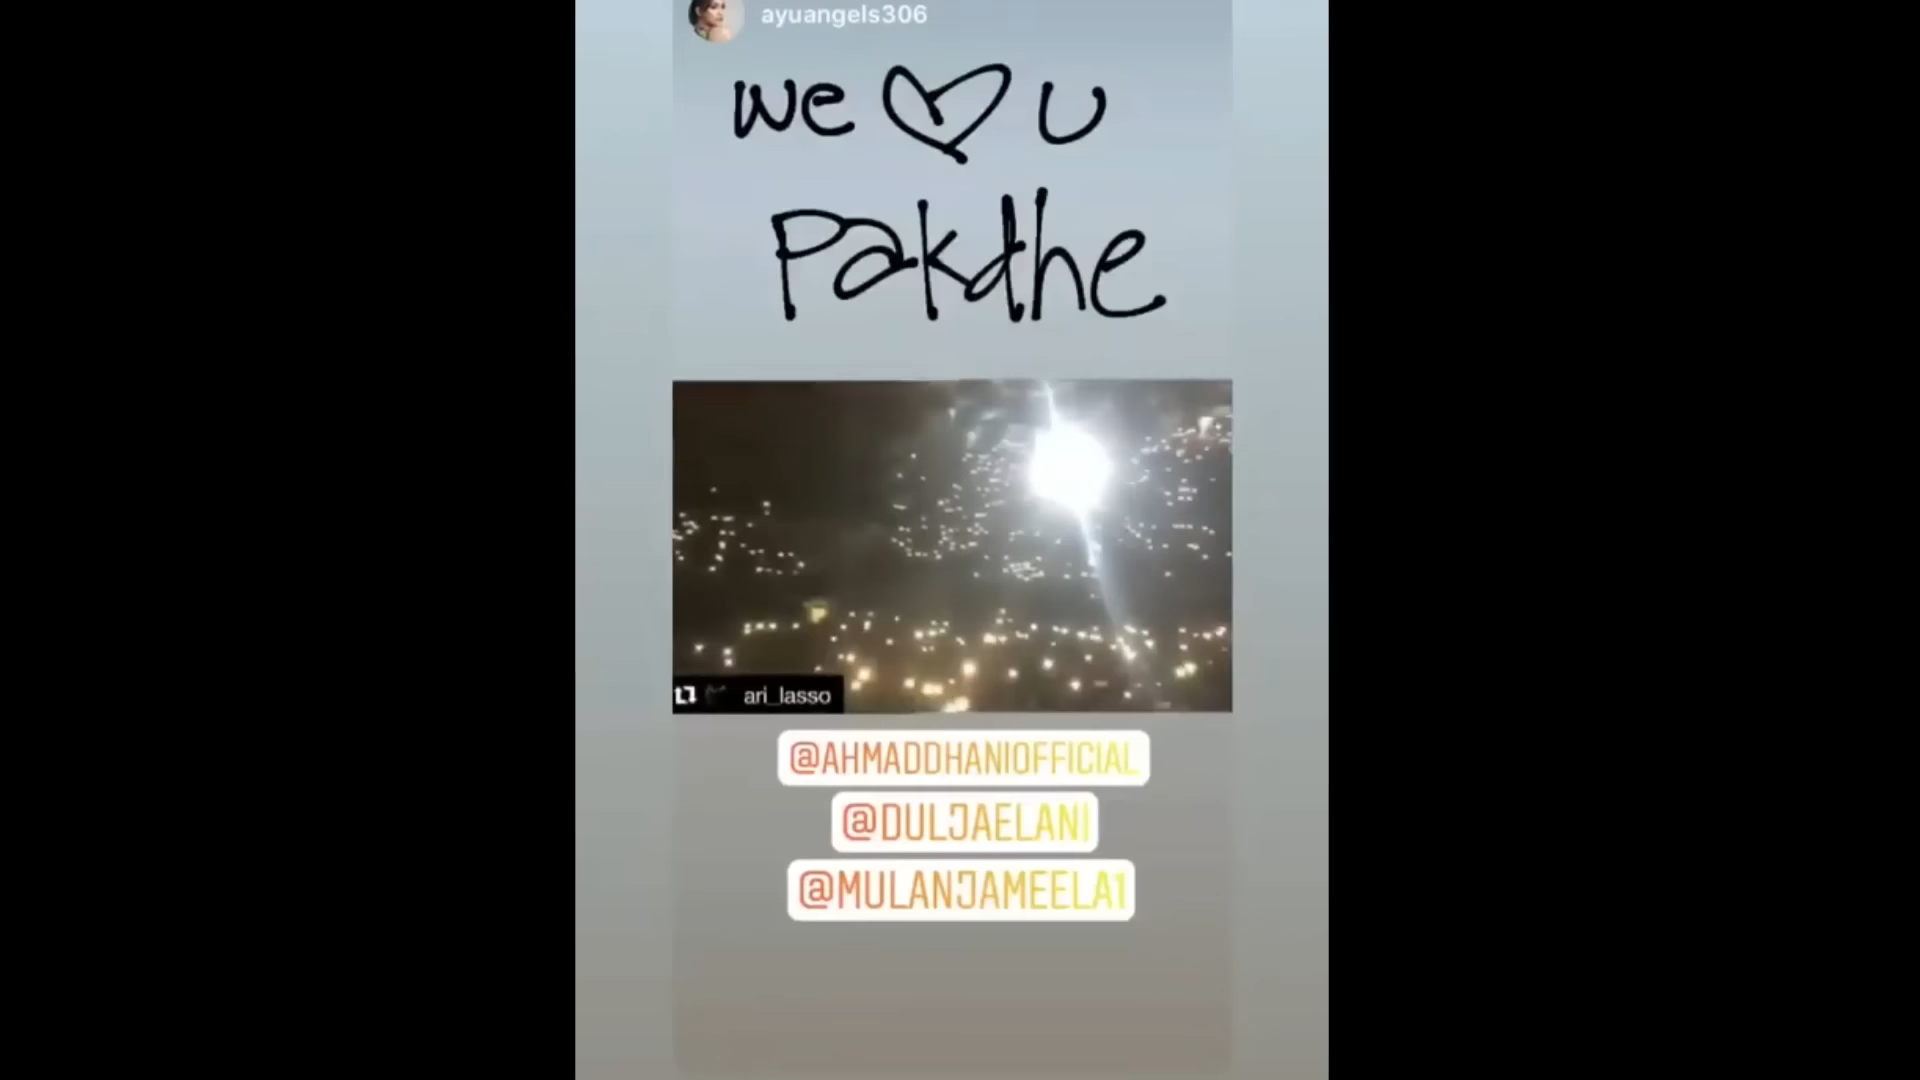 ayuangels306
we ♡ u
Pakdhe
ari_lasso
@AHMADDHANIOFFICIAL
@DULJAELANI
@MULANJAMEELA1